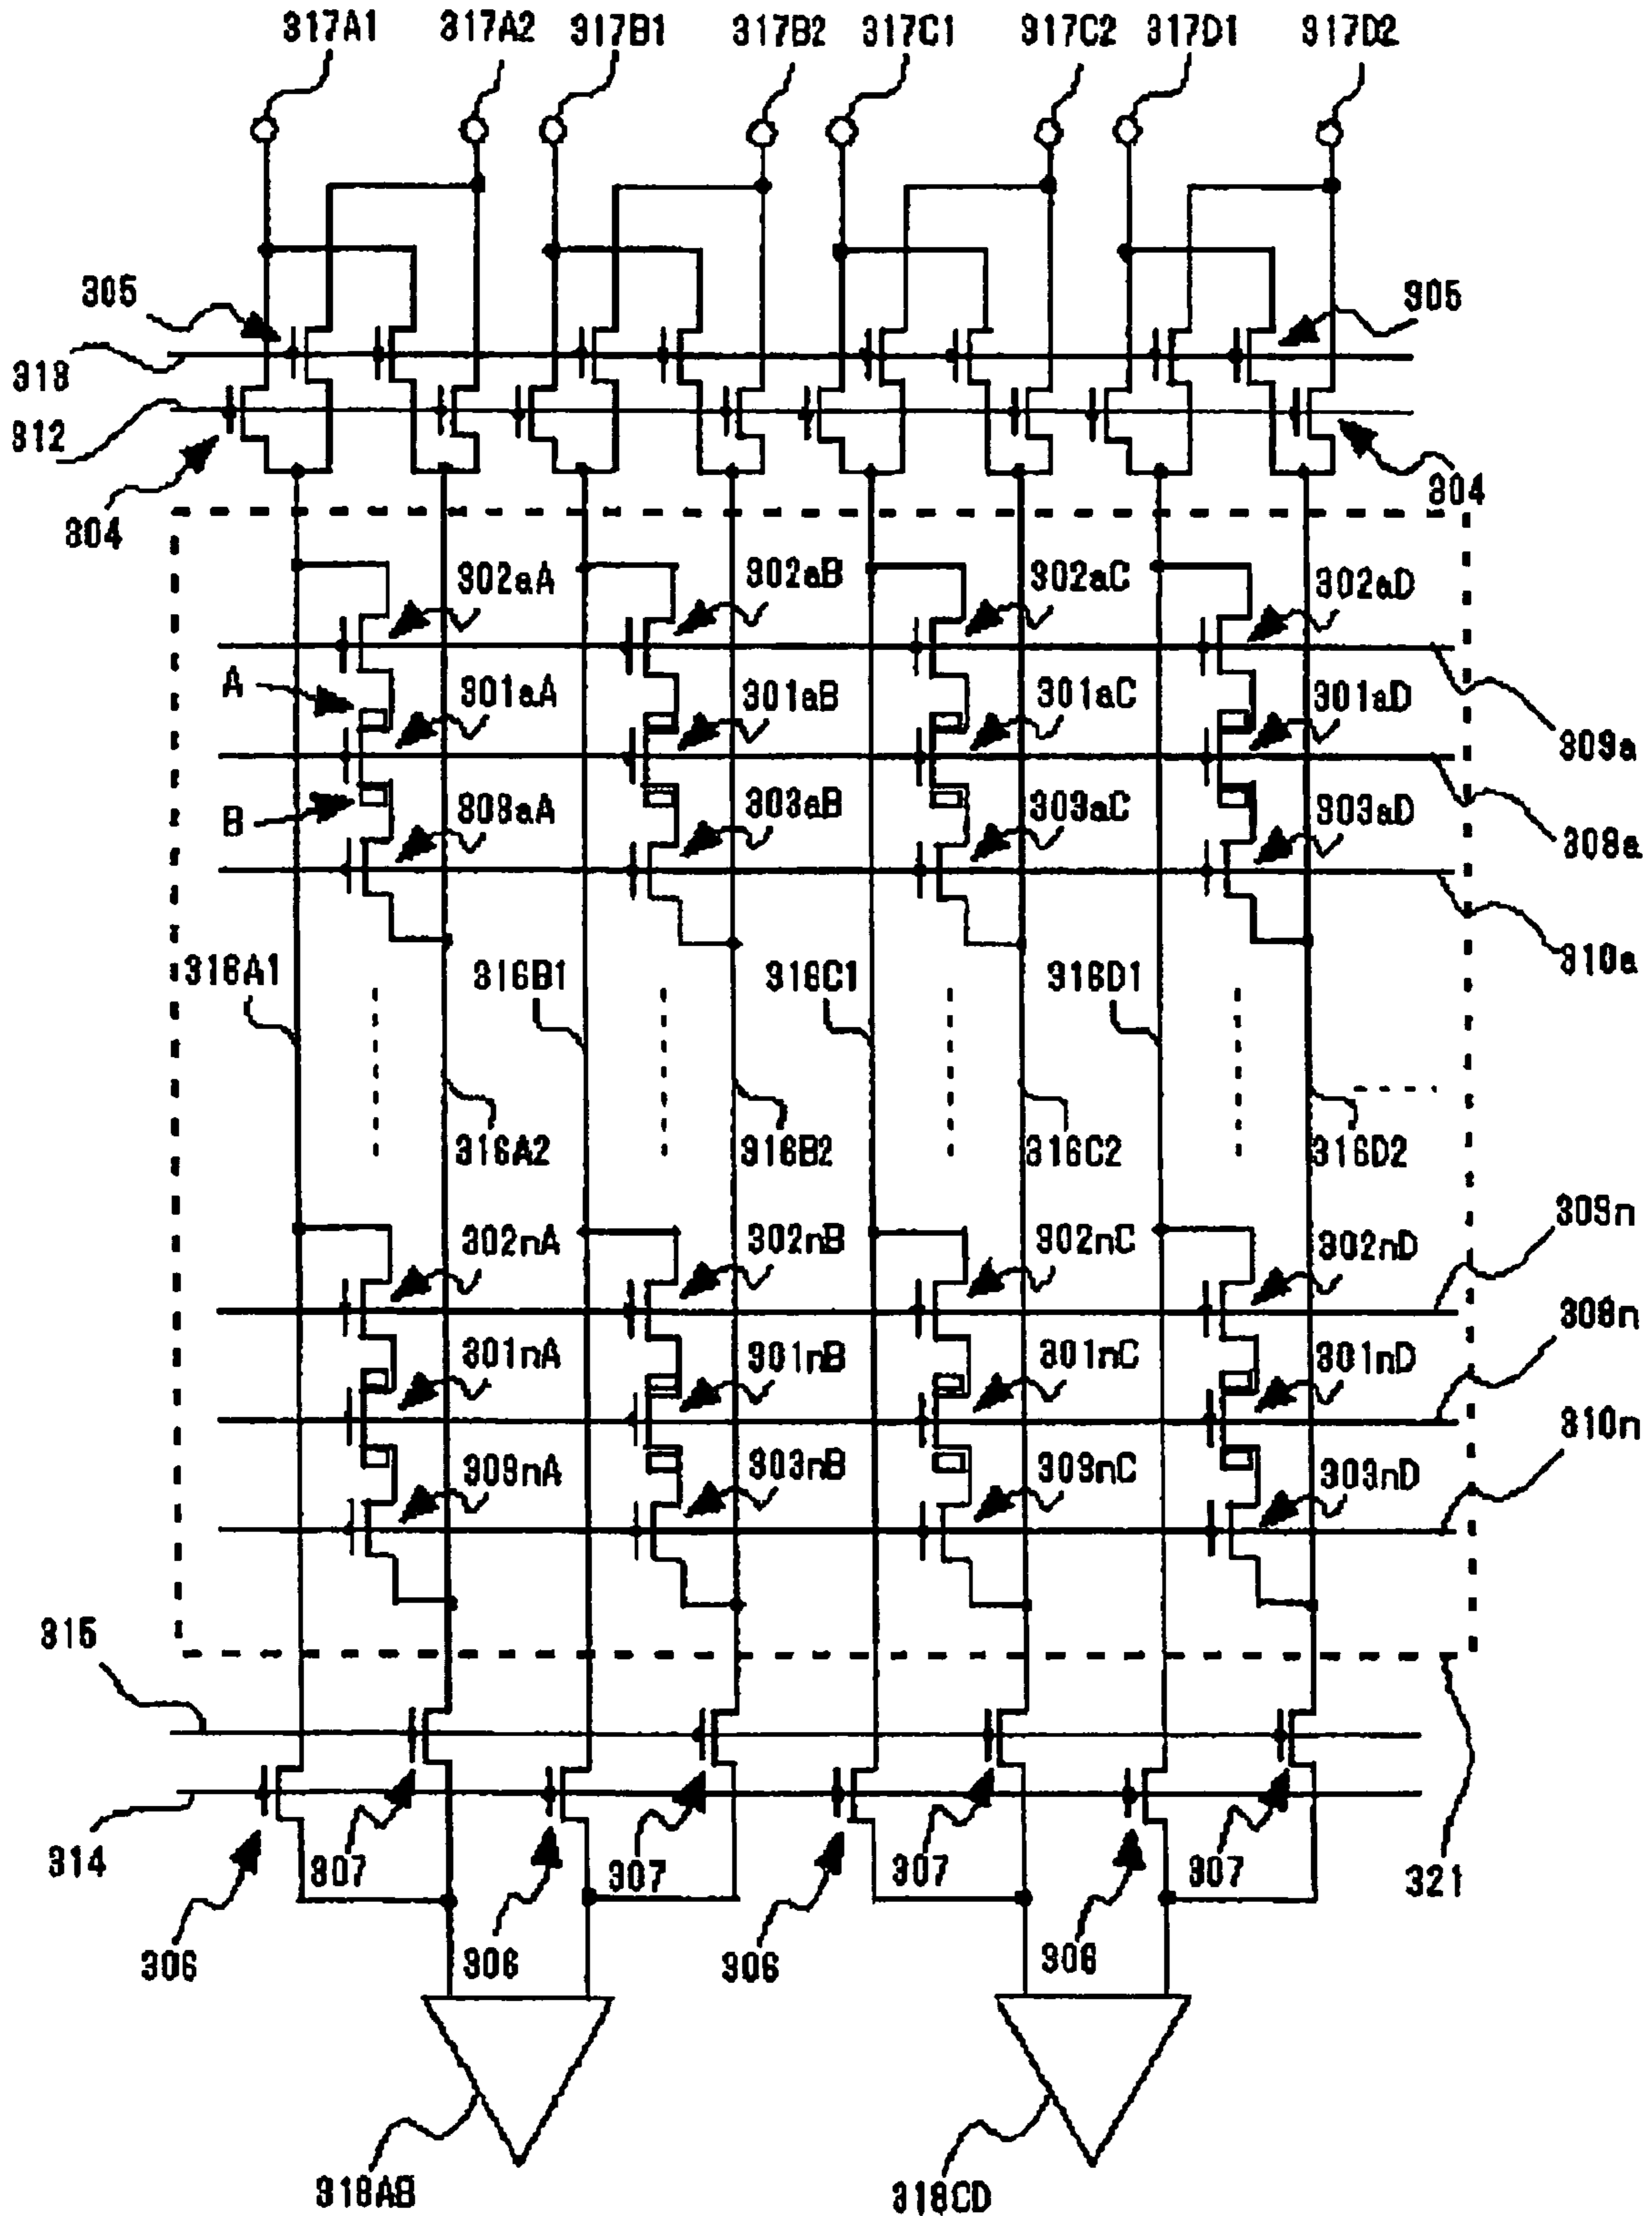 317A1 317A2 317B1 317B2 317C1 317C2 317D1 317D2
305 305
313
312
304 304
302aA 302aB 302aC 302aD
A 301aA 301aB 301aC 301aD
309a
B 303aA 303aB 303aC 303aD
308a
310a
316A1 316B1 316C1 316D1
316A2 316B2 316C2 316D2
309n
302nA 302nB 302nC 302nD
308n
301nA 301nB 301nC 301nD
310n
303nA 303nB 303nC 303nD
315
314 307 307 307 307 321
306 306 306 306
318AB 318CD